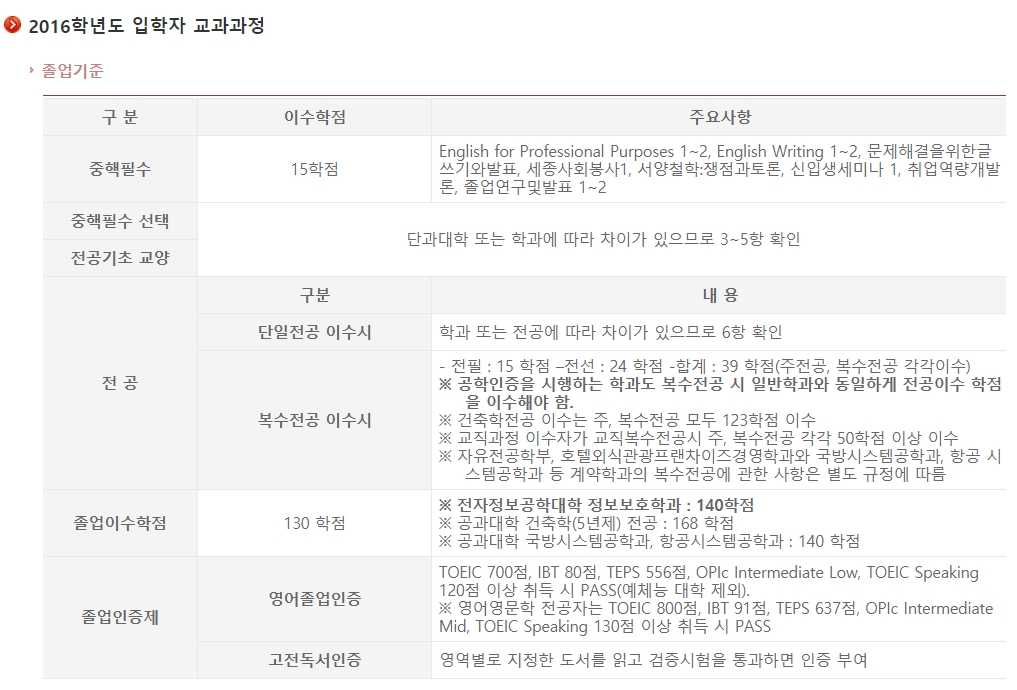 2016학년도 입학자 교과과정
졸업기준
구 분 이수학점 주요사항
중핵필수 15학점
English for Professional Purposes 1~2, English Writing 1~2, 문제해결을위한글
쓰기와발표, 세종사회봉사1, 서양철학:쟁점과토론, 신입생세미나 1, 취업역량개발
론, 졸업연구및발표 1~2
중핵필수 선택
전공기초 교양
단과대학 또는 학과에 따라 차이가 있으므로 3~5항 확인
전 공
구분 내 용
단일전공 이수시 학과 또는 전공에 따라 차이가 있으므로 6항 확인
복수전공 이수시
- 전필 : 15 학점 –전선 : 24 학점 -합계 : 39 학점(주전공, 복수전공 각각이수)
※ 공학인증을 시행하는 학과도 복수전공 시 일반학과와 동일하게 전공이수 학점
을 이수해야 함.
※ 건축학전공 이수는 주, 복수전공 모두 123학점 이수
※ 교직과정 이수자가 교직복수전공시 주, 복수전공 각각 50학점 이상 이수
※ 자유전공학부, 호텔외식관광프랜차이즈경영학과와 국방시스템공학과, 항공 시
스템공학과 등 계약학과의 복수전공에 관한 사항은 별도 규정에 따름
졸업이수학점 130 학점
※ 전자정보공학대학 정보보호학과 : 140학점
※ 공과대학 건축학(5년제) 전공 : 168 학점
※ 공과대학 국방시스템공학과, 항공시스템공학과 : 140 학점
졸업인증제
영어졸업인증
TOEIC 700점, IBT 80점, TEPS 556점, OPIc Intermediate Low, TOEIC Speaking
120점 이상 취득 시 PASS(예체능 대학 제외).
※ 영어영문학 전공자는 TOEIC 800점, IBT 91점, TEPS 637점, OPIc Intermediate
Mid, TOEIC Speaking 130점 이상 취득 시 PASS
고전독서인증 영역별로 지정한 도서를 읽고 검증시험을 통과하면 인증 부여